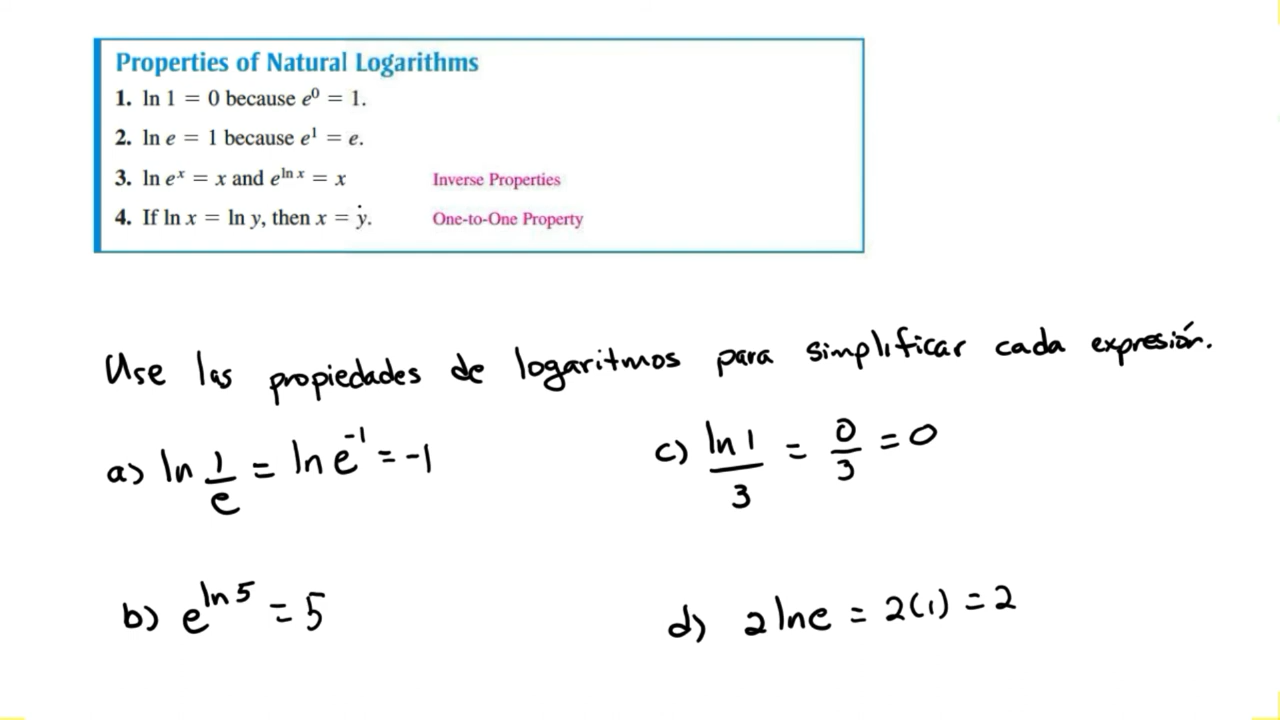 Properties of Natural Logarithms
1. ln 1 = 0 because e⁰ = 1.
2. ln e = 1 because e¹ = e.
3. ln eˣ = x and e^(ln x) = x    Inverse Properties
4. If ln x = ln y, then x = y.    One-to-One Property
Use las propiedades de logaritmos para simplificar cada expresión.
a) ln 1/e = ln e⁻¹ = -1
c) ln 1/3 = 0/3 = 0
b) e^(ln 5) = 5
d) 2 ln e = 2(1) = 2